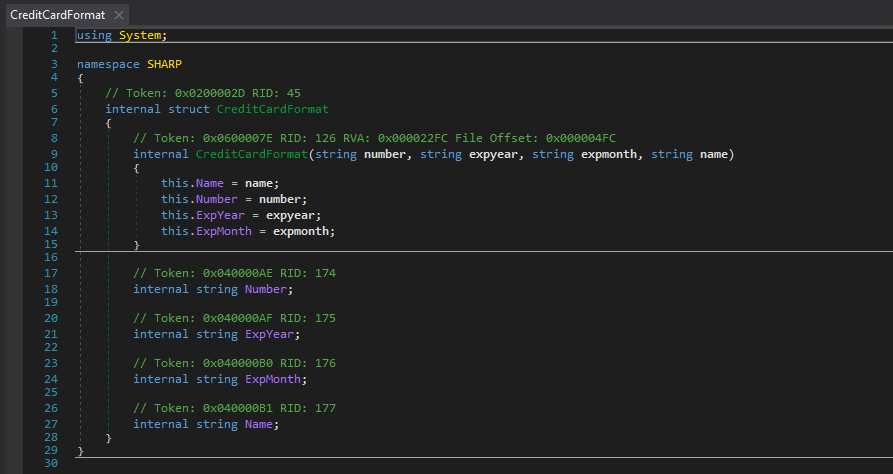 CreditCardFormat ×
1 using System;
2
3 namespace SHARP
4 {
5 // Token: 0x0200002D RID: 45
6 internal struct CreditCardFormat
7 {
8 // Token: 0x0600007E RID: 126 RVA: 0x000022FC File Offset: 0x000004FC
9 internal CreditCardFormat(string number, string expyear, string expmonth, string name)
10 {
11 this.Name = name;
12 this.Number = number;
13 this.ExpYear = expyear;
14 this.ExpMonth = expmonth;
15 }
16
17 // Token: 0x040000AE RID: 174
18 internal string Number;
19
20 // Token: 0x040000AF RID: 175
21 internal string ExpYear;
22
23 // Token: 0x040000B0 RID: 176
24 internal string ExpMonth;
25
26 // Token: 0x040000B1 RID: 177
27 internal string Name;
28 }
29 }
30